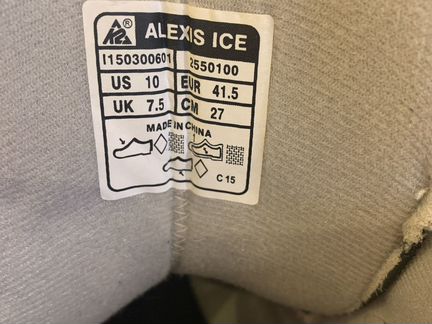 K2® ALEXIS ICE
I150300601 2550100
US 10 EUR 41.5
UK 7.5 CM 27
MADE IN CHINA
C 15